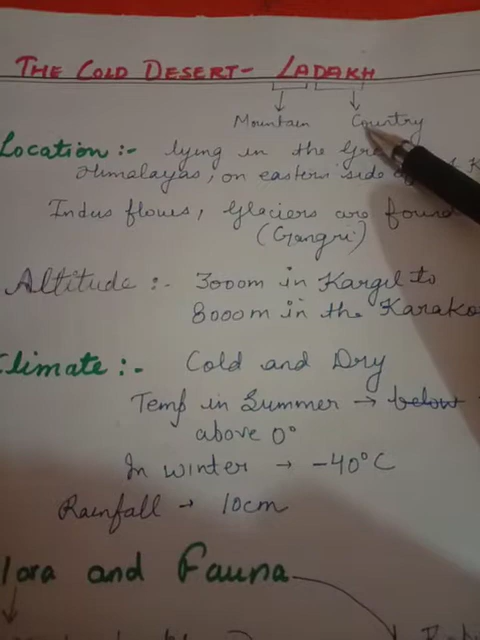 THE COLD DESERT- LADAKH
Mountain Country
Location:- lying in the
Himalayas, on eastern side
Indus flows, Glaciers are found
(Gangri)
Altitude:- 3000m in Kargil to
8000m in the
Climate:- Cold and Dry
Temp in Summer → below
above 0°
In winter → -40°C
Rainfall → 10cm
and Fauna